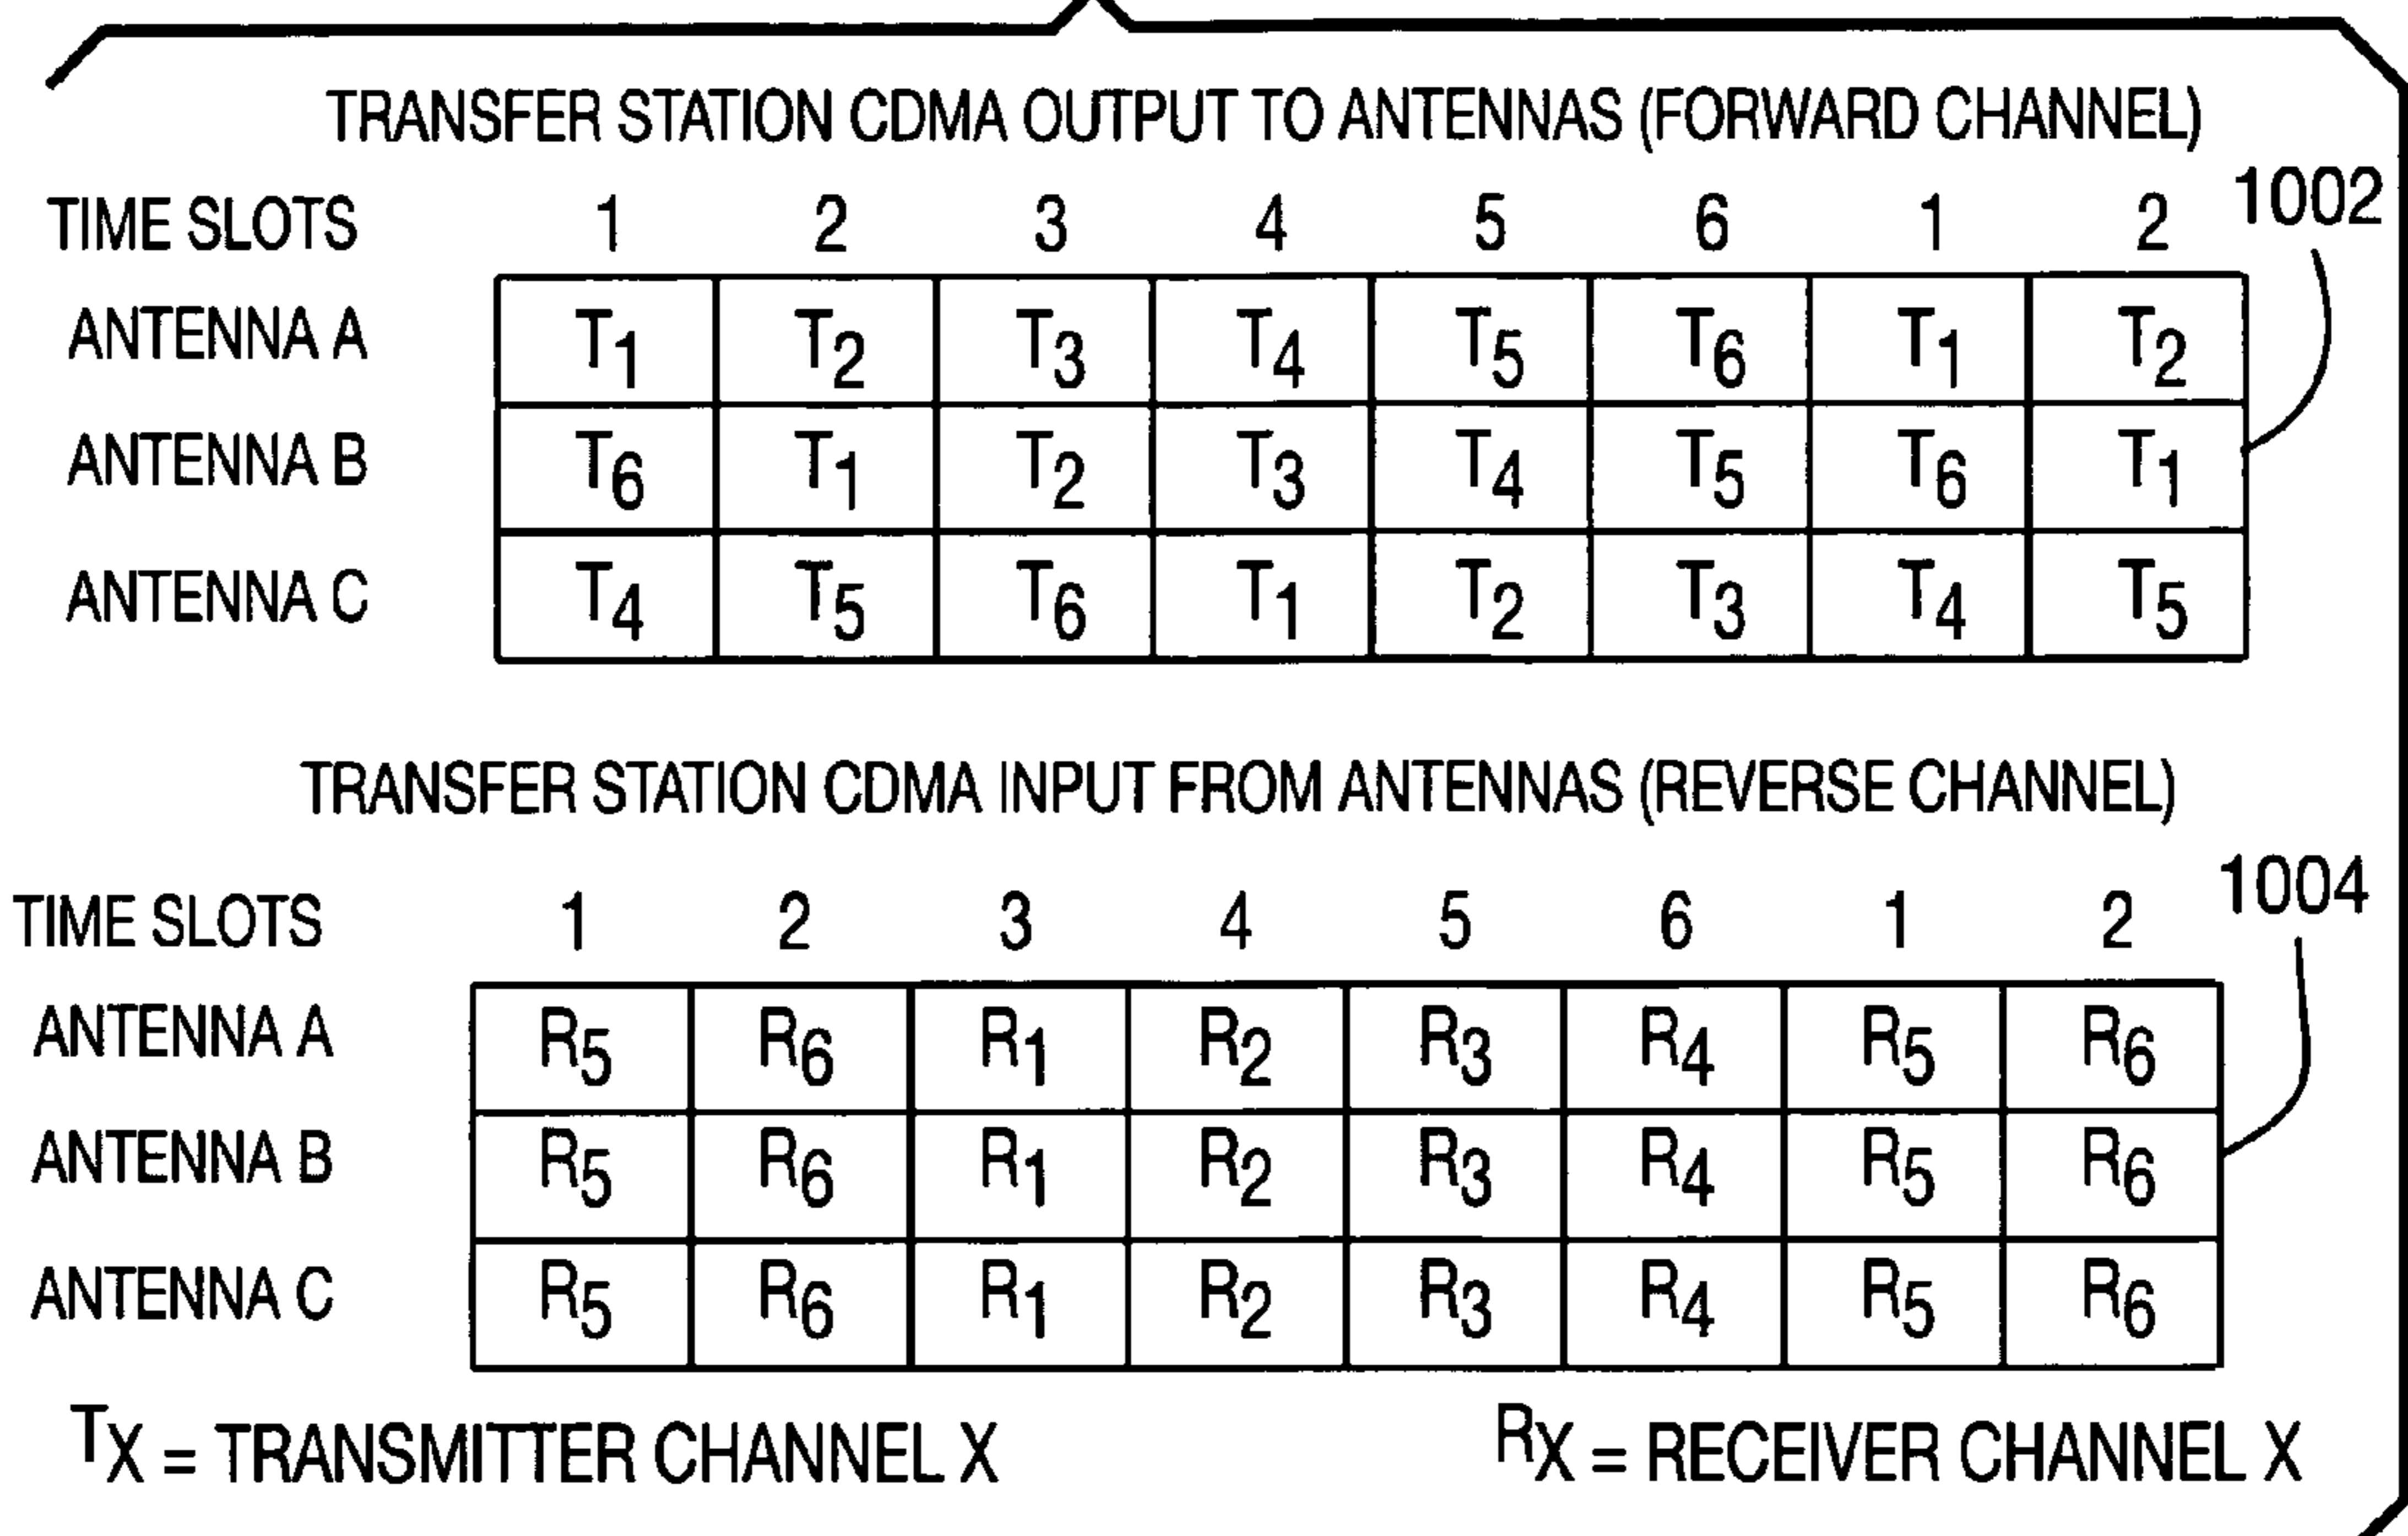 TRANSFER STATION CDMA OUTPUT TO ANTENNAS (FORWARD CHANNEL)
TIME SLOTS 1 2 3 4 5 6 1 2 1002
ANTENNA A T1 T2 T3 T4 T5 T6 T1 T2
ANTENNA B T6 T1 T2 T3 T4 T5 T6 T1
ANTENNA C T4 T5 T6 T1 T2 T3 T4 T5
TRANSFER STATION CDMA INPUT FROM ANTENNAS (REVERSE CHANNEL)
TIME SLOTS 1 2 3 4 5 6 1 2 1004
ANTENNA A R5 R6 R1 R2 R3 R4 R5 R6
ANTENNA B R5 R6 R1 R2 R3 R4 R5 R6
ANTENNA C R5 R6 R1 R2 R3 R4 R5 R6
TX = TRANSMITTER CHANNEL X RX = RECEIVER CHANNEL X